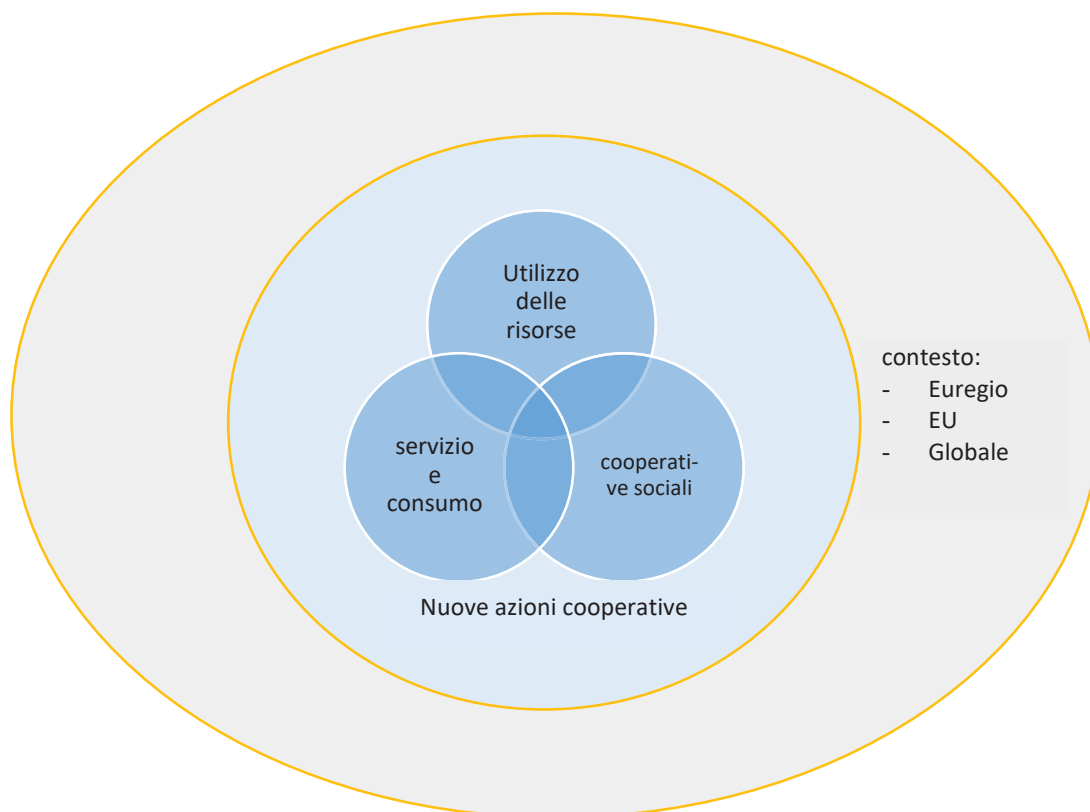 Utilizzo
delle
risorse
servizio
e
consumo
cooperati-
ve sociali
Nuove azioni cooperative
contesto:
- Euregio
- EU
- Globale